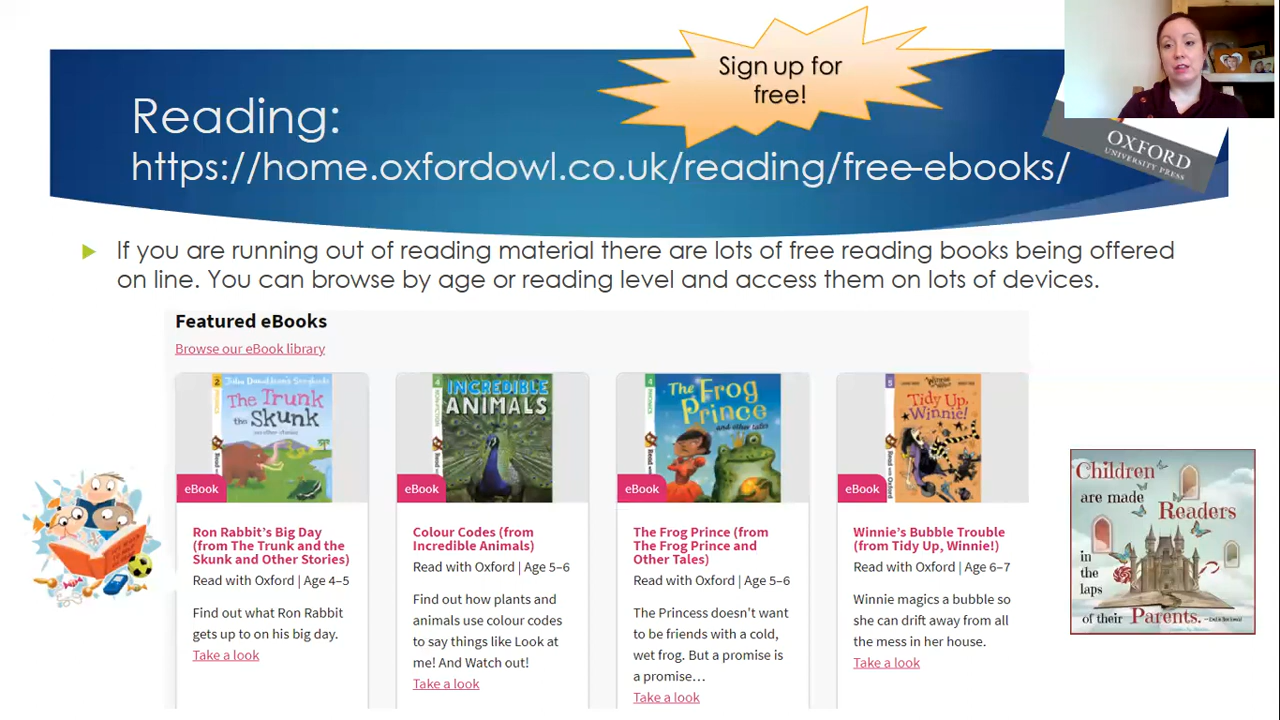 Sign up for
free!
Reading:
https://home.oxfordowl.co.uk/reading/free-ebooks/
OXFORD
UNIVERSITY PRESS
If you are running out of reading material there are lots of free reading books being offered
on line. You can browse by age or reading level and access them on lots of devices.
Featured eBooks
Browse our eBook library
2
The Trunk
the Skunk
and other stories
eBook
Ron Rabbit's Big Day
(from The Trunk and the
Skunk and Other Stories)
Read with Oxford | Age 4–5
Find out what Ron Rabbit
gets up to on his big day.
Take a look
4
INCREDIBLE
ANIMALS
eBook
Colour Codes (from
Incredible Animals)
Read with Oxford | Age 5–6
Find out how plants and
animals use colour codes
to say things like Look at
me! And Watch out!
Take a look
4
The Frog
Prince
and other tales
eBook
The Frog Prince (from
The Frog Prince and
Other Tales)
Read with Oxford | Age 5–6
The Princess doesn't want
to be friends with a cold,
wet frog. But a promise is
a promise…
Take a look
5
Tidy Up,
Winnie!
eBook
Winnie's Bubble Trouble
(from Tidy Up, Winnie!)
Read with Oxford | Age 6–7
Winnie magics a bubble so
she can drift away from all
the mess in her house.
Take a look
Children
are made
Readers
in
the
laps
of their Parents.